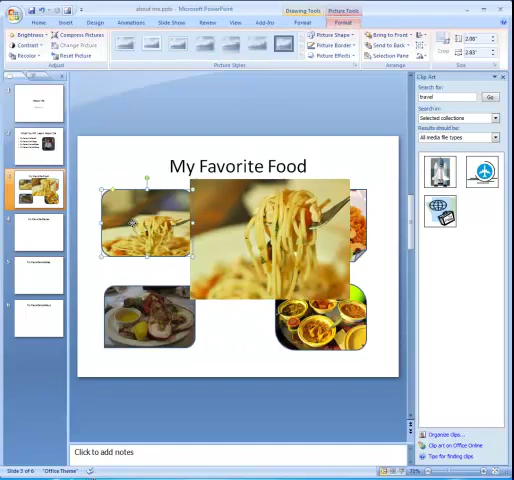 about me.pptx - Microsoft PowerPoint
Drawing Tools
Picture Tools
Home Insert Design Animations Slide Show Review View Add-Ins Format Format
Brightness
Contrast
Recolor
Compress Pictures
Change Picture
Reset Picture
Adjust
Picture Styles
Picture Shape
Picture Border
Picture Effects
Bring to Front
Send to Back
Selection Pane
Arrange
Crop
2.06"
2.83"
Size
Clip Art
Search for:
travel
Go
Search in:
Selected collections
Results should be:
All media file types
My Favorite Food
Click to add notes
Organize clips...
Clip art on Office Online
Tips for finding clips
Slide 3 of 6
"Office Theme"